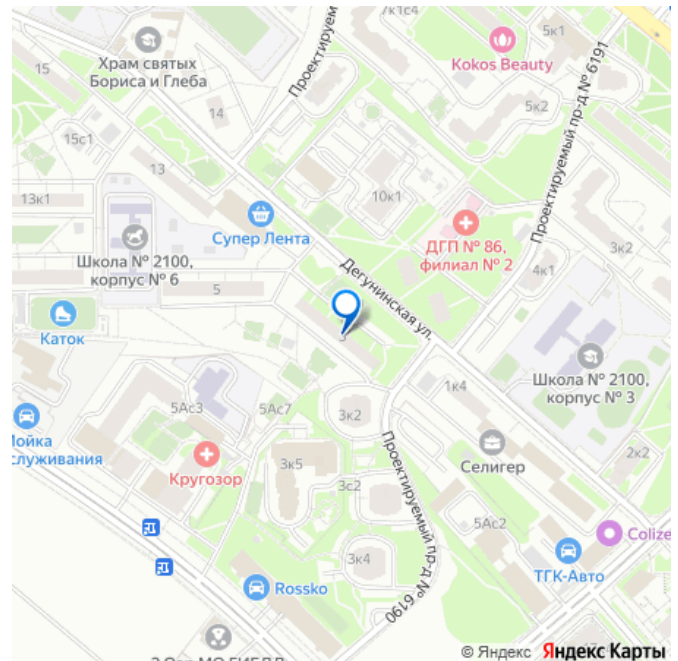 7к1с4
5к1
Храм святых
Бориса и Глеба
Kokos Beauty
Проектируем
Проектируемый пр-д № 6191
15
14
5к2
15с1
13
13к1
10к1
Супер Лента
ДГП № 86,
филиал № 2
3к2
4к1
Школа № 2100,
корпус № 6
5
Дегунинская ул.
Каток
Школа № 2100,
корпус № 3
1к4
5Ас3
5Ас7
3к2
Мойка
служивания
Кругозор
3к5
3с2
Проектируемый пр-д № 6190
Селигер
2к2
5Ас2
Colize
3к4
ТГК-Авто
Rossko
© Яндекс Яндекс Карты